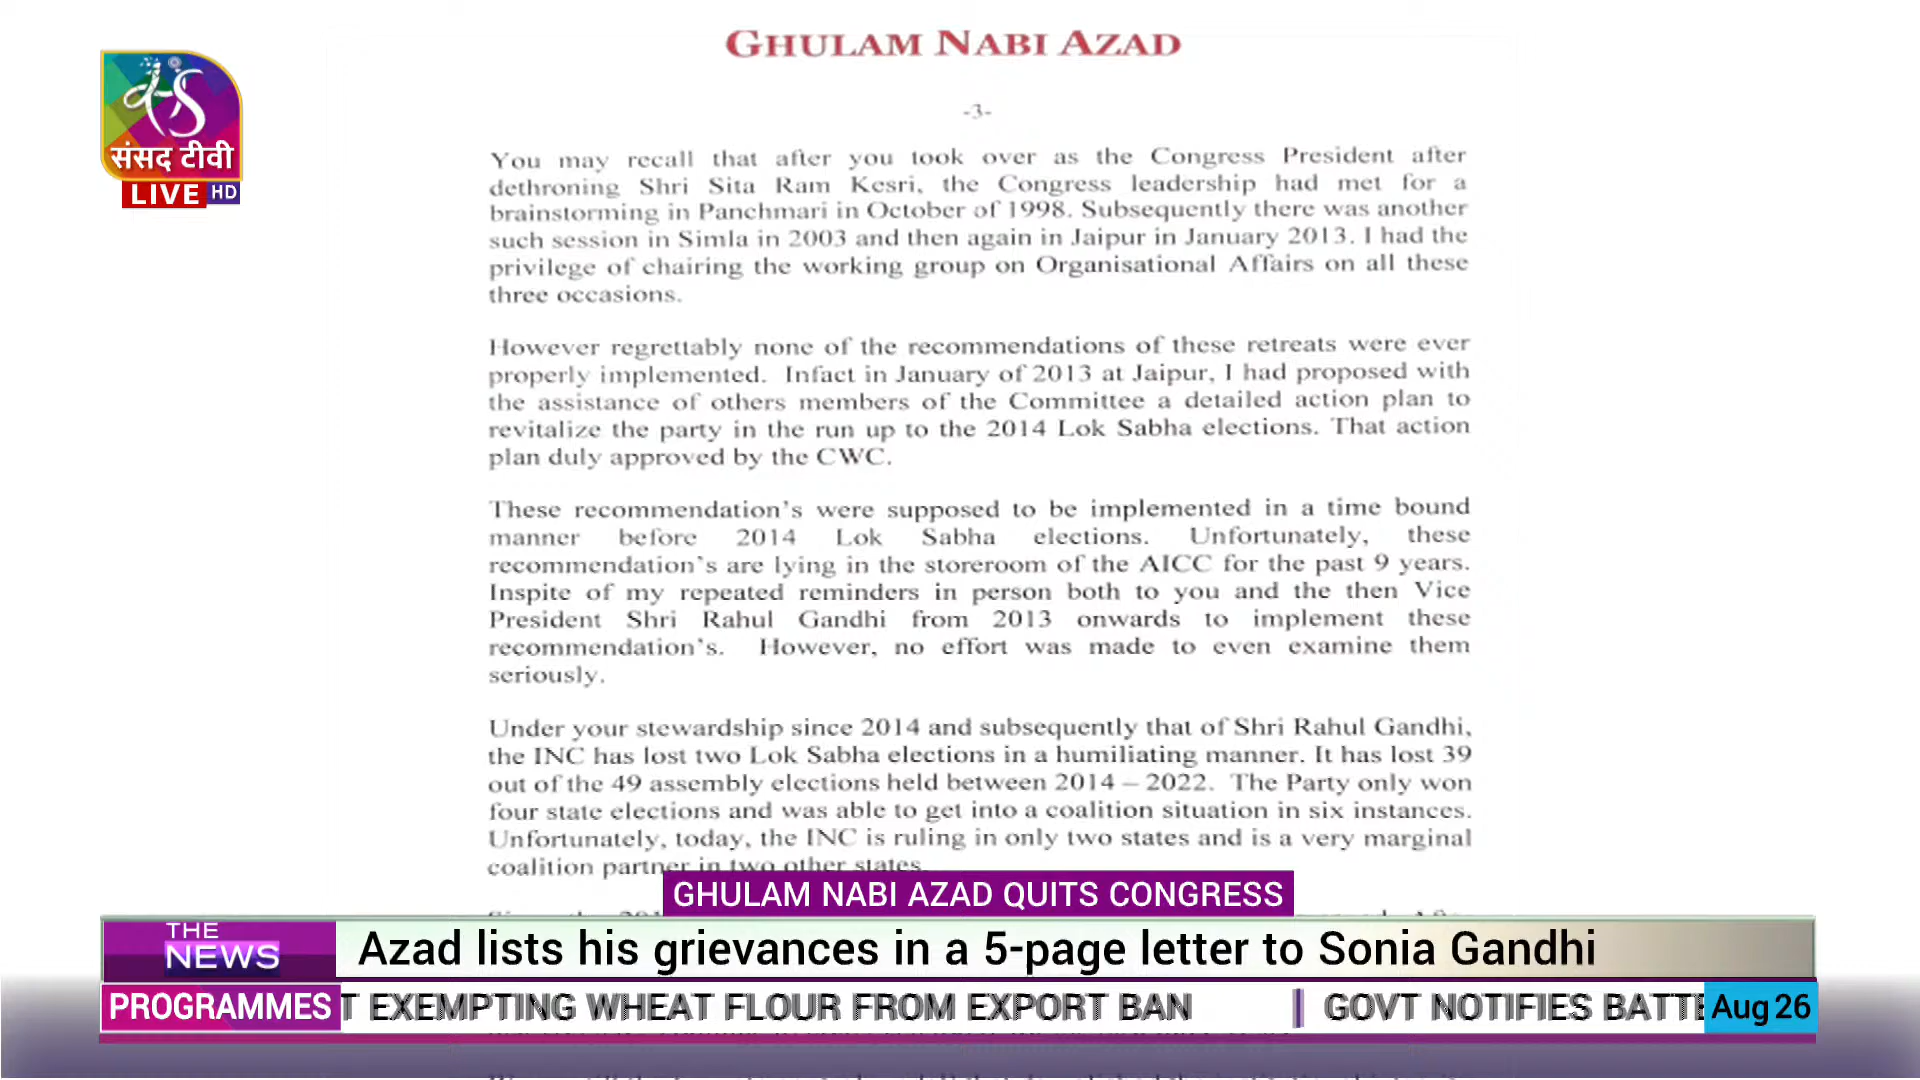 GHULAM NABI AZAD
-3-
संसद टीवी
LIVE HD
You may recall that after you took over as the Congress President after
dethroning Shri Sita Ram Kesri, the Congress leadership had met for a
brainstorming in Panchmari in October of 1998. Subsequently there was another
such session in Simla in 2003 and then again in Jaipur in January 2013. I had the
privilege of chairing the working group on Organisational Affairs on all these
three occasions.
However regrettably none of the recommendations of these retreats were ever
properly implemented. Infact in January of 2013 at Jaipur, I had proposed with
the assistance of others members of the Committee a detailed action plan to
revitalize the party in the run up to the 2014 Lok Sabha elections. That action
plan duly approved by the CWC.
These recommendation's were supposed to be implemented in a time bound
manner before 2014 Lok Sabha elections. Unfortunately, these
recommendation's are lying in the storeroom of the AICC for the past 9 years.
Inspite of my repeated reminders in person both to you and the then Vice
President Shri Rahul Gandhi from 2013 onwards to implement these
recommendation's. However, no effort was made to even examine them
seriously.
Under your stewardship since 2014 and subsequently that of Shri Rahul Gandhi,
the INC has lost two Lok Sabha elections in a humiliating manner. It has lost 39
out of the 49 assembly elections held between 2014 – 2022. The Party only won
four state elections and was able to get into a coalition situation in six instances.
Unfortunately, today, the INC is ruling in only two states and is a very marginal
coalition partner in two other states.
GHULAM NABI AZAD QUITS CONGRESS
THE NEWS
Azad lists his grievances in a 5-page letter to Sonia Gandhi
PROGRAMMES T EXEMPTING WHEAT FLOUR FROM EXPORT BAN | GOVT NOTIFIES BATTE Aug 26